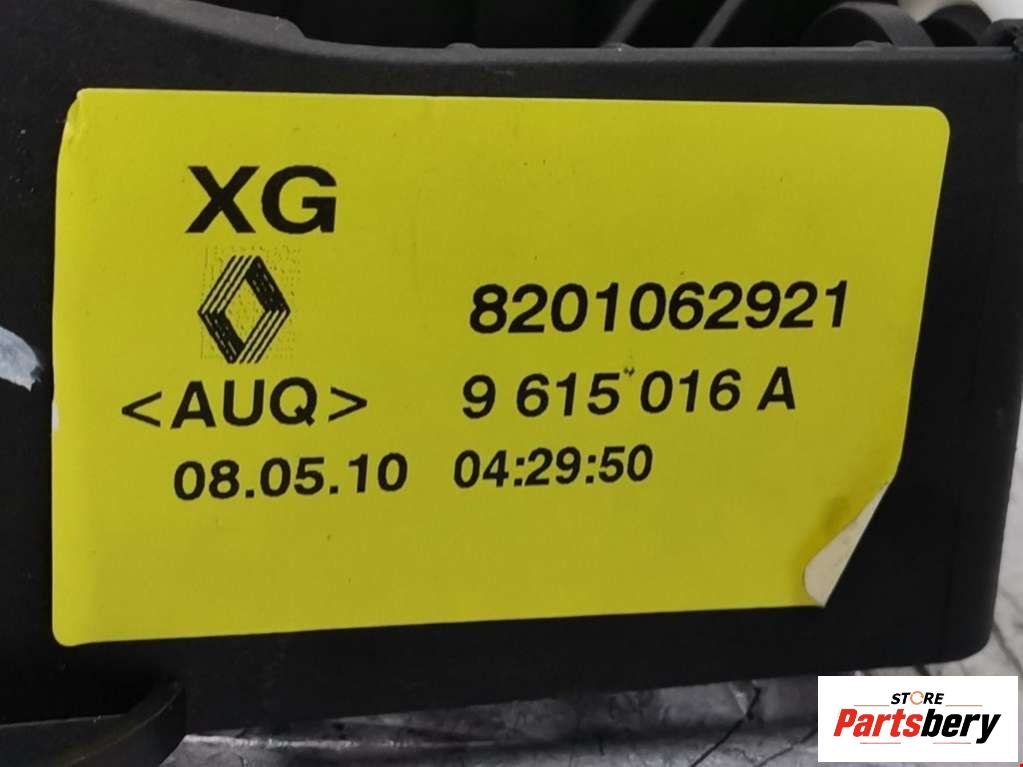 XG
8201062921
<AUQ> 9 615 016 A
08.05.10 04:29:50
STORE
Partsbery